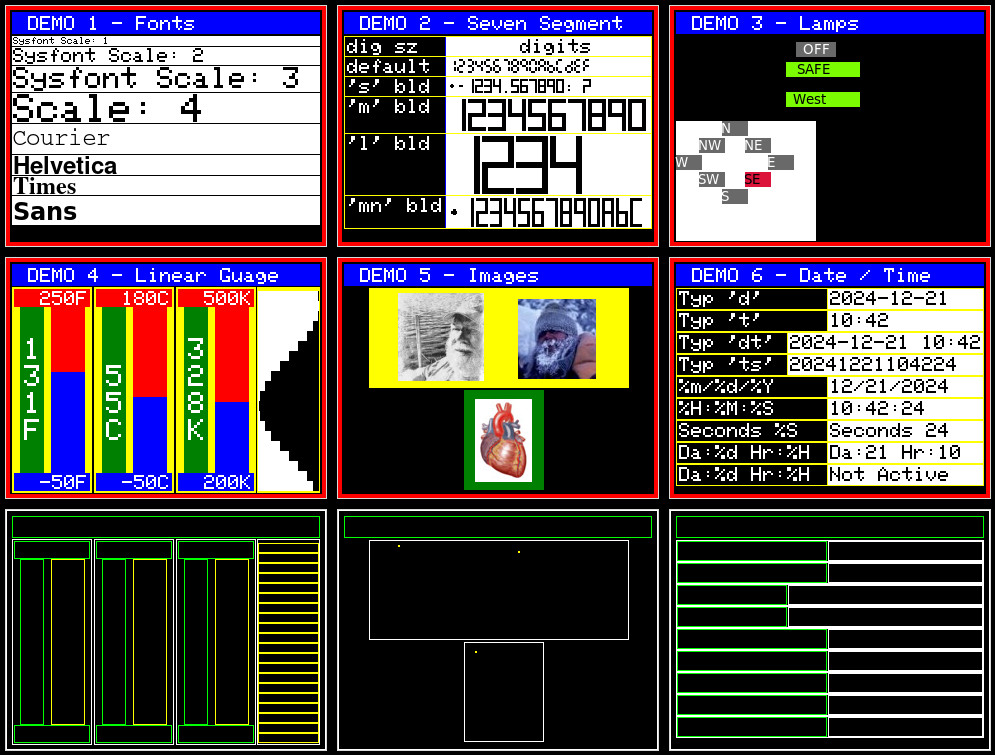 DEMO 1 - Fonts
Sysfont Scale: 1
Sysfont Scale: 2
Sysfont Scale: 3
Scale: 4
Courier
Helvetica
Times
Sans
DEMO 2 - Seven Segment
dig sz digits
default 1234567890AbCdEF
's' bld •- 1234.567890: ?
'm' bld 1234567890
'l' bld 1234
'mn' bld • 1234567890AbC
DEMO 3 - Lamps
OFF
SAFE
West
N
NW NE
W E
SW SE
S
DEMO 4 - Linear Guage
250F 180C 500K
131F 55C 328K
-50F -50C 200K
DEMO 5 - Images
DEMO 6 - Date / Time
Typ 'd' 2024-12-21
Typ 't' 10:42
Typ 'dt' 2024-12-21 10:42
Typ 'ts' 20241221104224
%m/%d/%Y 12/21/2024
%H:%M:%S 10:42:24
Seconds %S Seconds 24
Da:%d Hr:%H Da:21 Hr:10
Da:%d Hr:%H Not Active